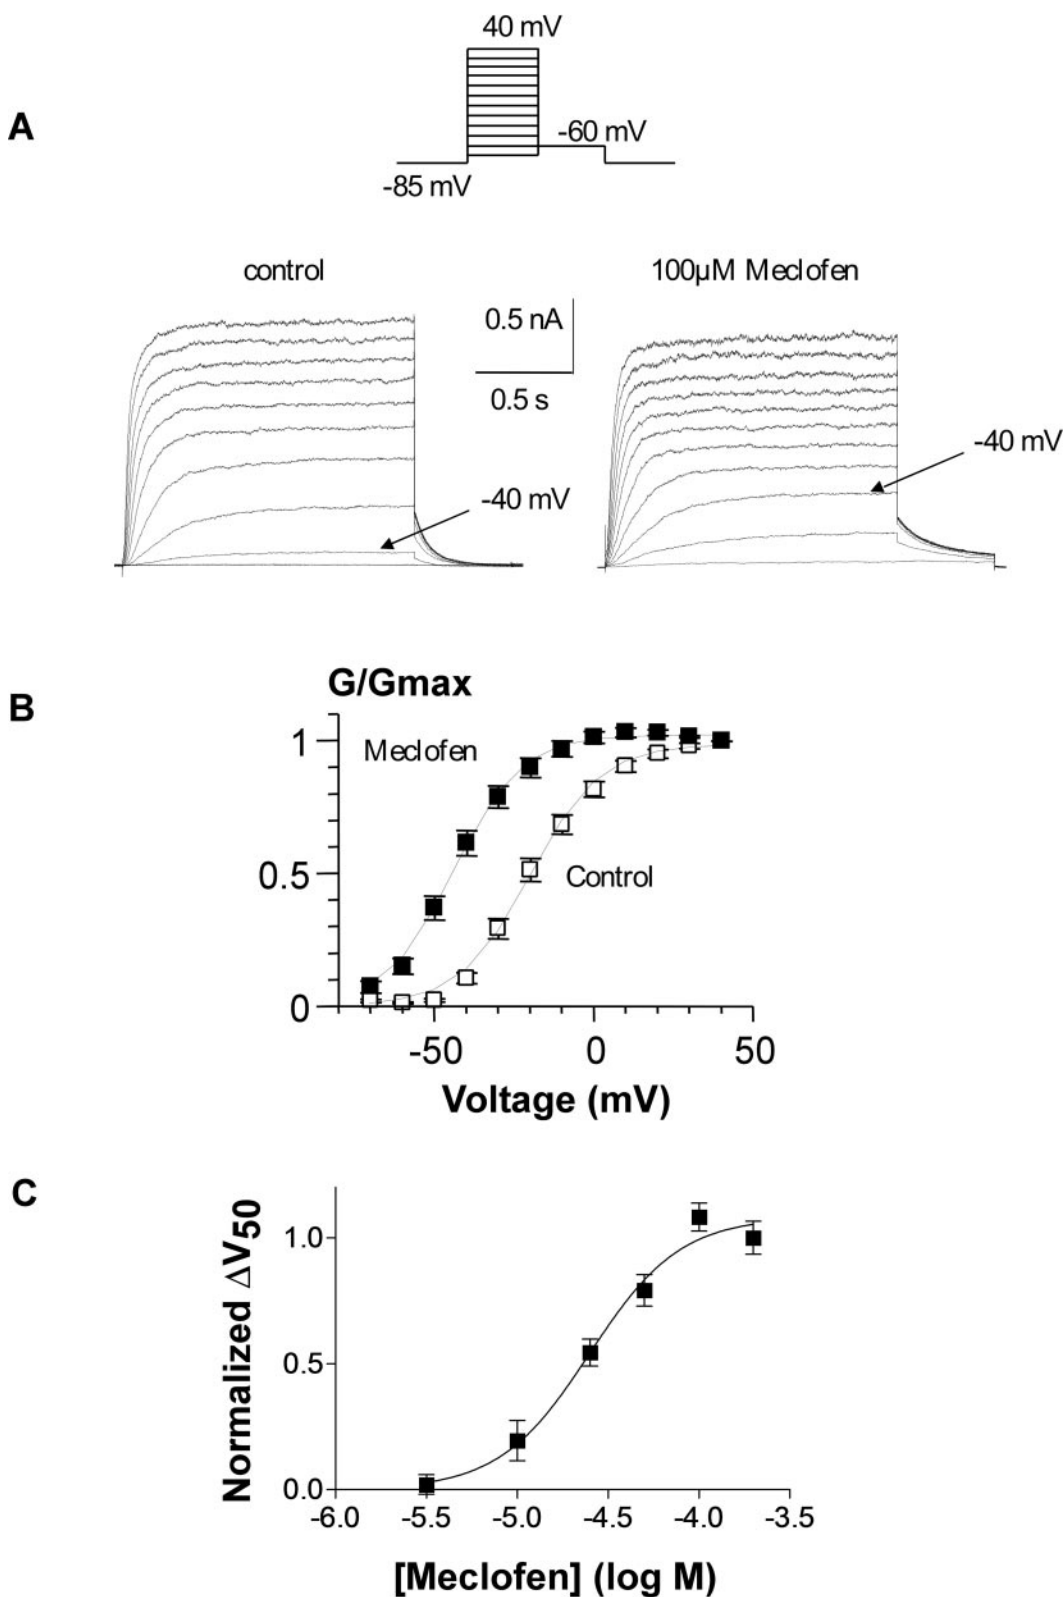 A
40 mV
-60 mV
-85 mV
control
100µM Meclofen
0.5 nA
0.5 s
-40 mV
-40 mV
B
G/Gmax
1
Meclofen
0.5
Control
0
-50
0
50
Voltage (mV)
C
Normalized ΔV50
1.0
0.5
0.0
-6.0
-5.5
-5.0
-4.5
-4.0
-3.5
[Meclofen] (log M)